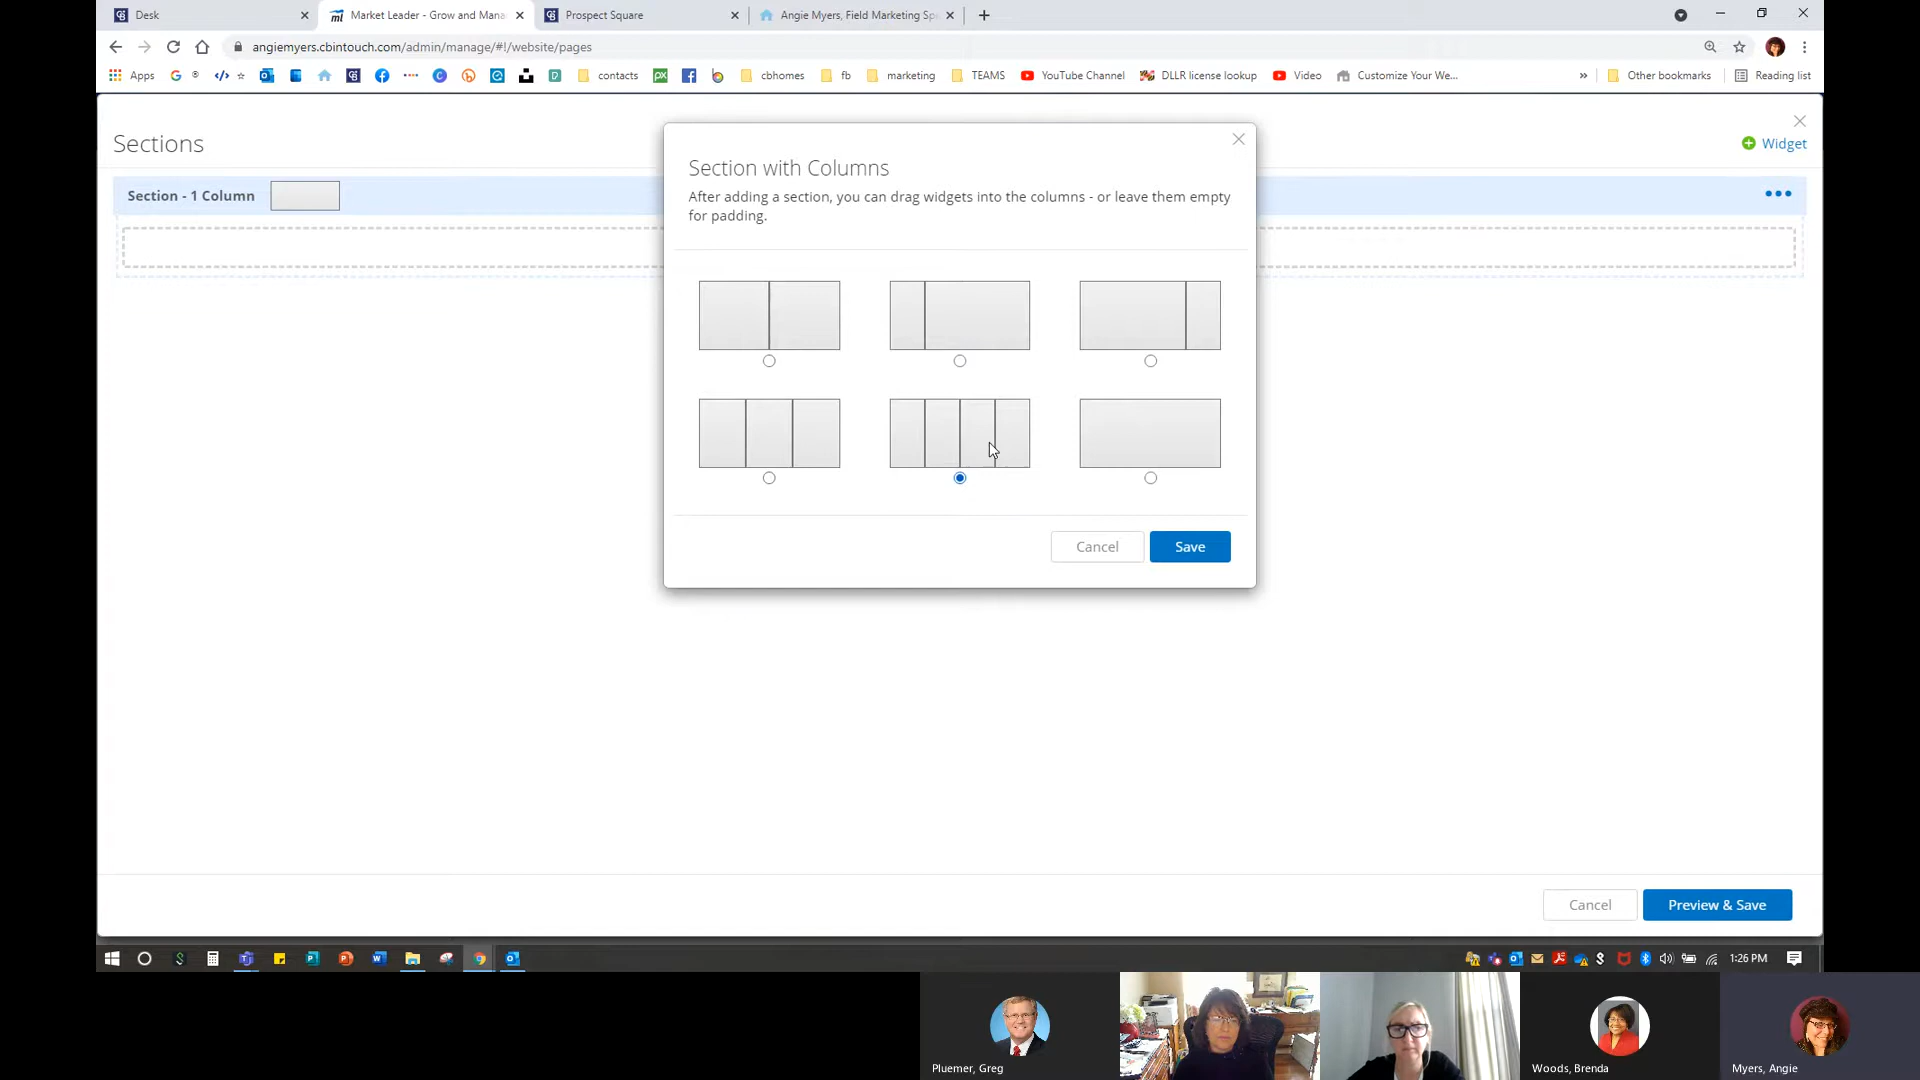 Desk
Market Leader - Grow and Mana
Prospect Square
Angie Myers, Field Marketing Sp
angiemyers.cbintouch.com/admin/manage/#!/website/pages
Apps
contacts
cbhomes
fb
marketing
TEAMS
YouTube Channel
DLLR license lookup
Video
Customize Your We...
»
Other bookmarks
Reading list
Sections
Widget
Section - 1 Column
Section with Columns
After adding a section, you can drag widgets into the columns - or leave them empty
for padding.
Cancel
Save
Cancel
Preview & Save
1:26 PM
Pluemer, Greg
Woods, Brenda
Myers, Angie